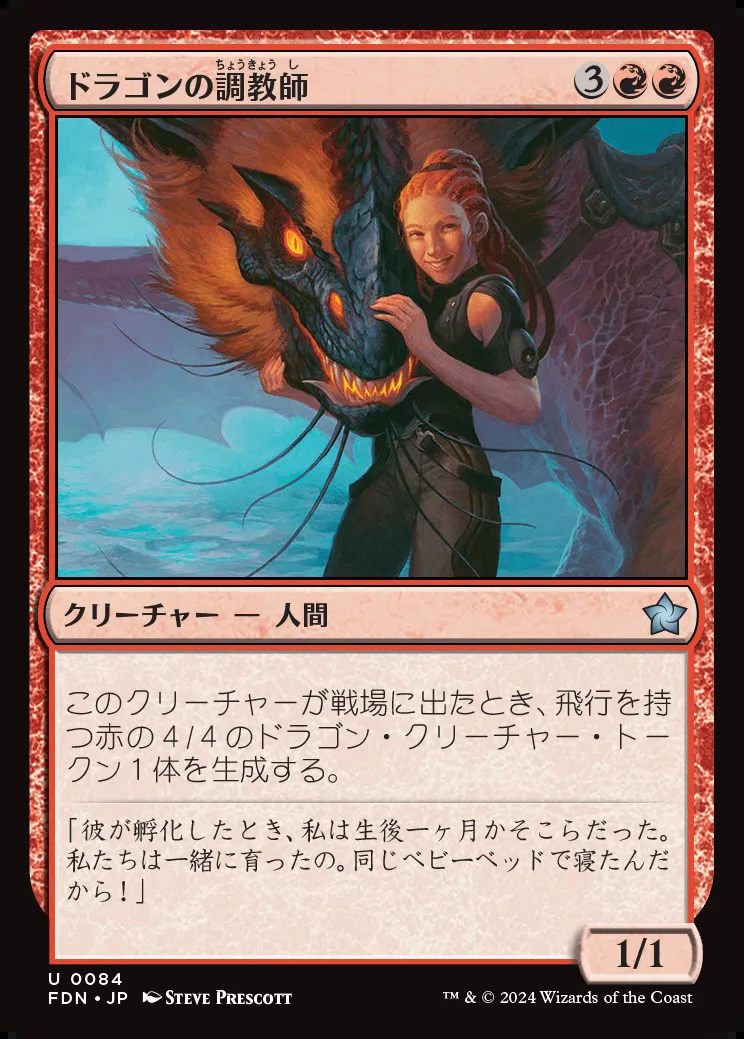 ちょうきょう し
ドラゴンの調教師 3
クリーチャー — 人間
このクリーチャーが戦場に出たとき、飛行を持
つ赤の4/4のドラゴン・クリーチャー・トー
クン1体を生成する。
「彼が孵化したとき、私は生後一ヶ月かそこらだった。
私たちは一緒に育ったの。同じベビーベッドで寝たんだ
から!」
1/1
U 0084
FDN • JP STEVE PRESCOTT
™ & © 2024 Wizards of the Coast